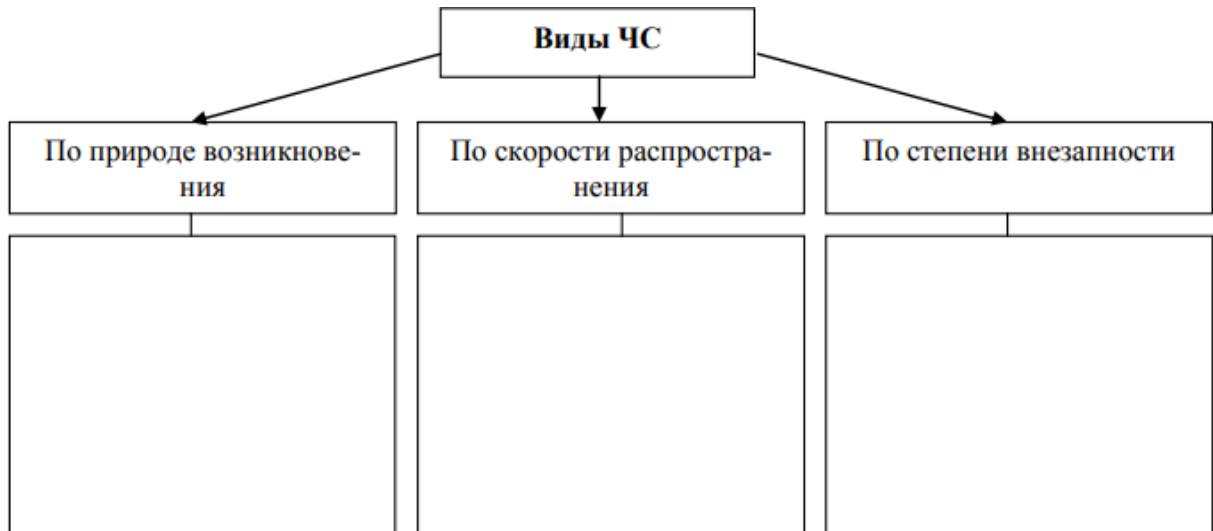 Виды ЧС
По природе возникнове-
ния
По скорости распростра-
нения
По степени внезапности